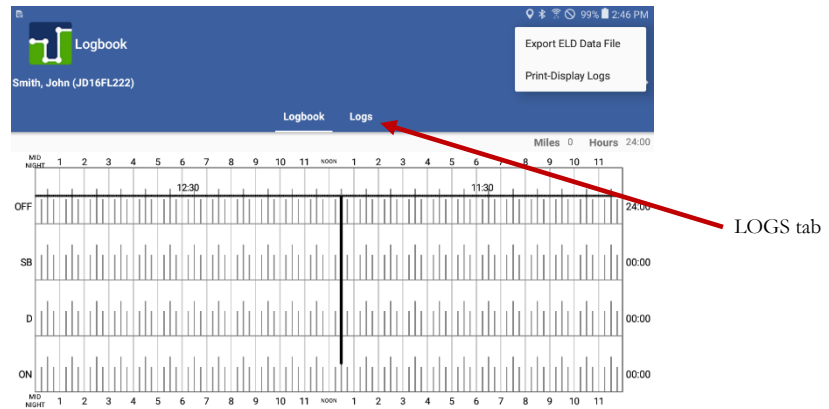 99% 2:46 PM
Logbook
Export ELD Data File
Smith, John (JD16FL222)
Print-Display Logs
Logbook Logs
Miles 0 Hours 24:00
MID NIGHT 1 2 3 4 5 6 7 8 9 10 11 NOON 1 2 3 4 5 6 7 8 9 10 11
12:30 11:30
OFF 24:00
LOGS tab
SB 00:00
D 00:00
ON 00:00
MID NIGHT 1 2 3 4 5 6 7 8 9 10 11 NOON 1 2 3 4 5 6 7 8 9 10 11